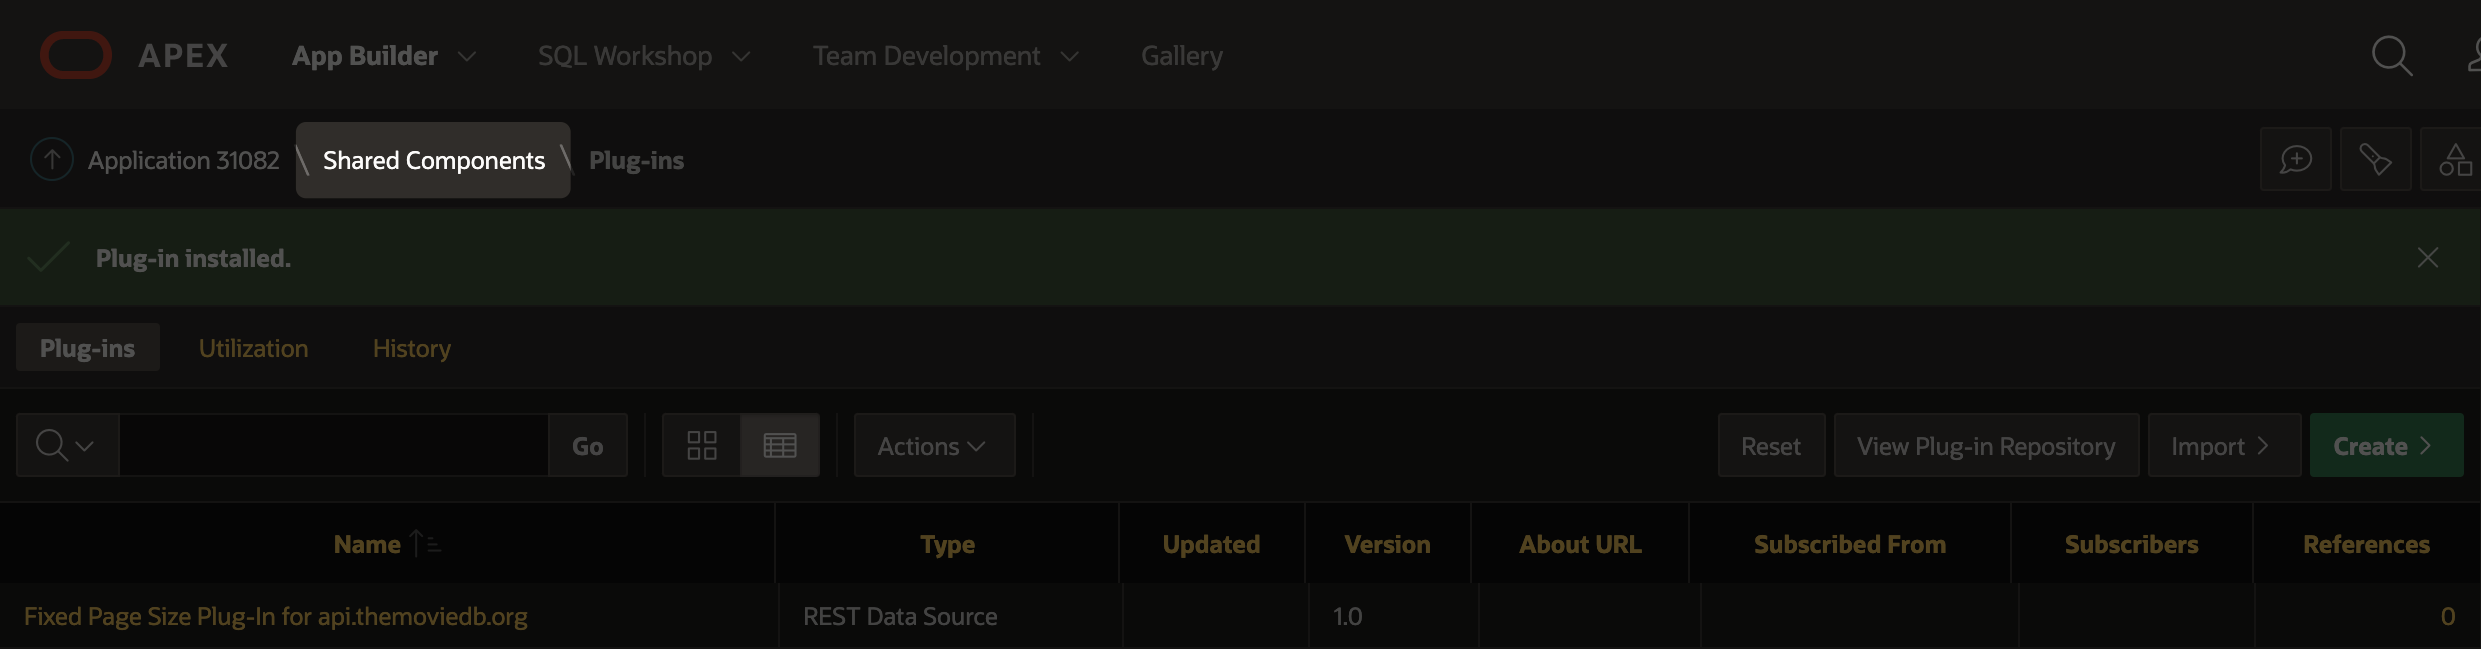 APEX App Builder SQL Workshop Team Development Gallery
Application 31082 \ Shared Components \ Plug-ins
Plug-in installed.
Plug-ins Utilization History
Go Actions Reset View Plug-in Repository Import Create
Name Type Updated Version About URL Subscribed From Subscribers References
Fixed Page Size Plug-In for api.themoviedb.org REST Data Source 1.0 0